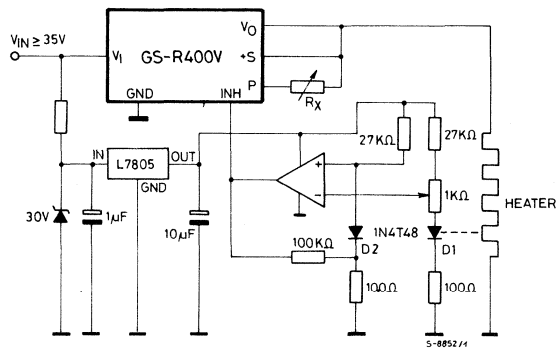 VIN ≥ 35V
VI
GS-R400V
VO
+S
P
GND
INH
RX
IN
L7805
OUT
GND
30V
1µF
10µF
+
−
27KΩ
27KΩ
1KΩ
HEATER
1N4T48
D2
D1
100KΩ
100Ω
100Ω
S-8852/1